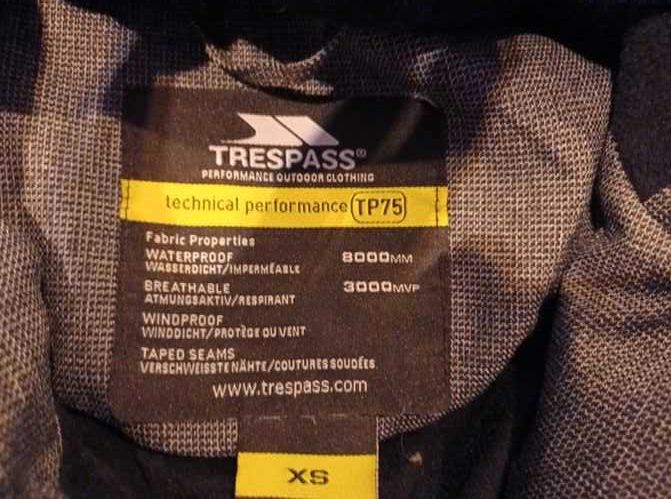 TRESPASS®
PERFORMANCE OUTDOOR CLOTHING
technical performance TP75
Fabric Properties
WATERPROOF 8000MM
WASSERDICHT/IMPERMÉABLE
BREATHABLE 3000MVP
ATMUNGSAKTIV/RESPIRANT
WINDPROOF
WINDDICHT/PROTÈGE DU VENT
TAPED SEAMS
VERSCHWEISSTE NÄHTE/COUTURES SOUDÉES
www.trespass.com
XS